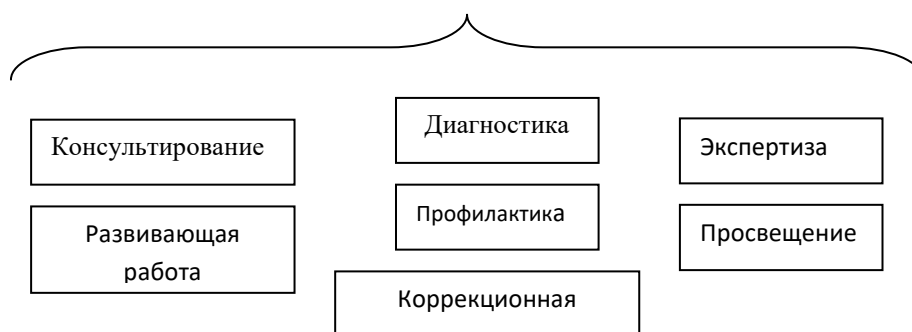 Консультирование
Диагностика
Экспертиза
Развивающая
работа
Профилактика
Просвещение
Коррекционная